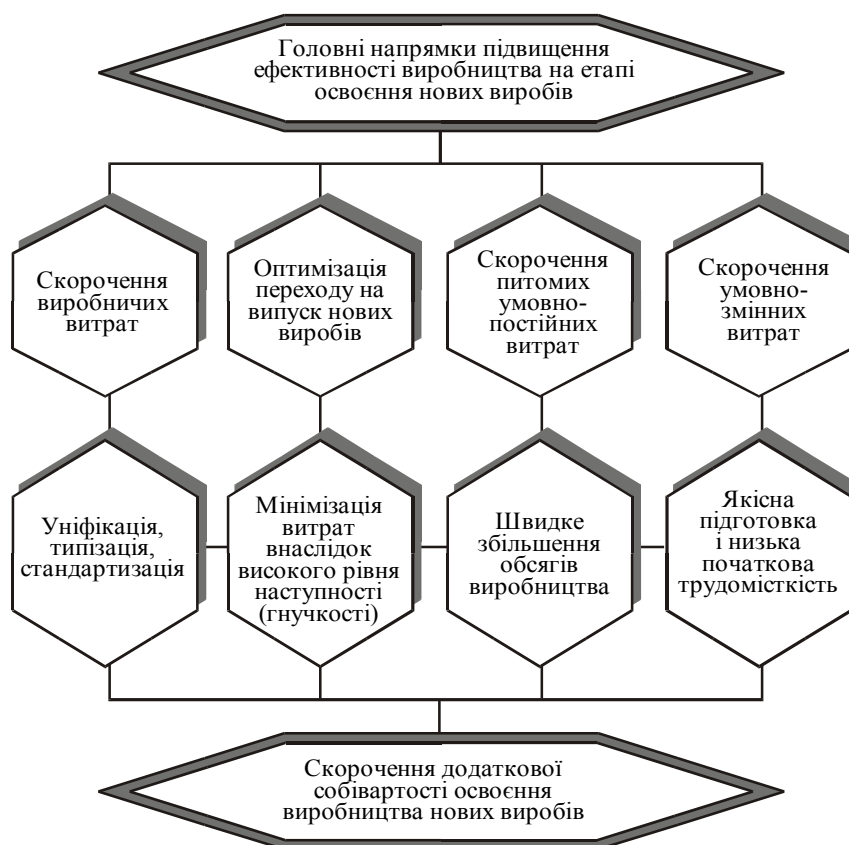 Головні напрямки підвищення
ефективності виробництва на етапі
освоєння нових виробів
Скорочення
виробничих
витрат
Оптимізація
переходу на
випуск нових
виробів
Скорочення
питомих
умовно-
постійних
витрат
Скорочення
умовно-
змінних
витрат
Уніфікація,
типізація,
стандартизація
Мінімізація
витрат
внаслідок
високого рівня
наступності
(гнучкості)
Швидке
збільшення
обсягів
виробництва
Якісна
підготовка
і низька
початкова
трудомісткість
Скорочення додаткової
собівартості освоєння
виробництва нових виробів